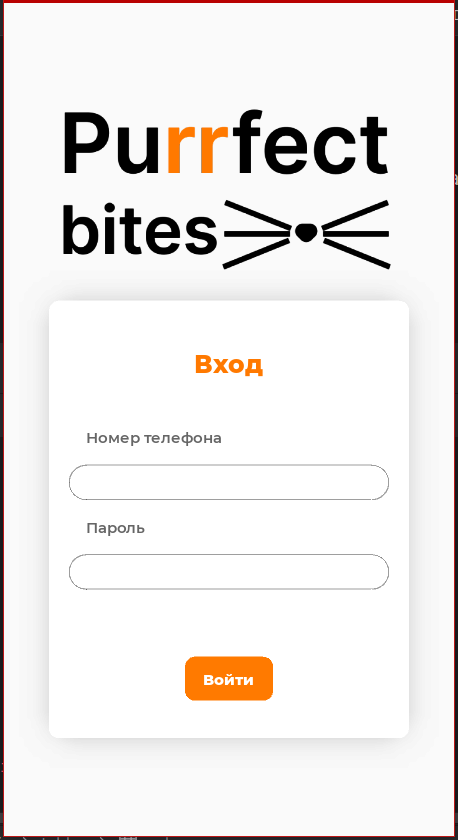 Purrfect
bites
Вход
Номер телефона
Пароль
Войти